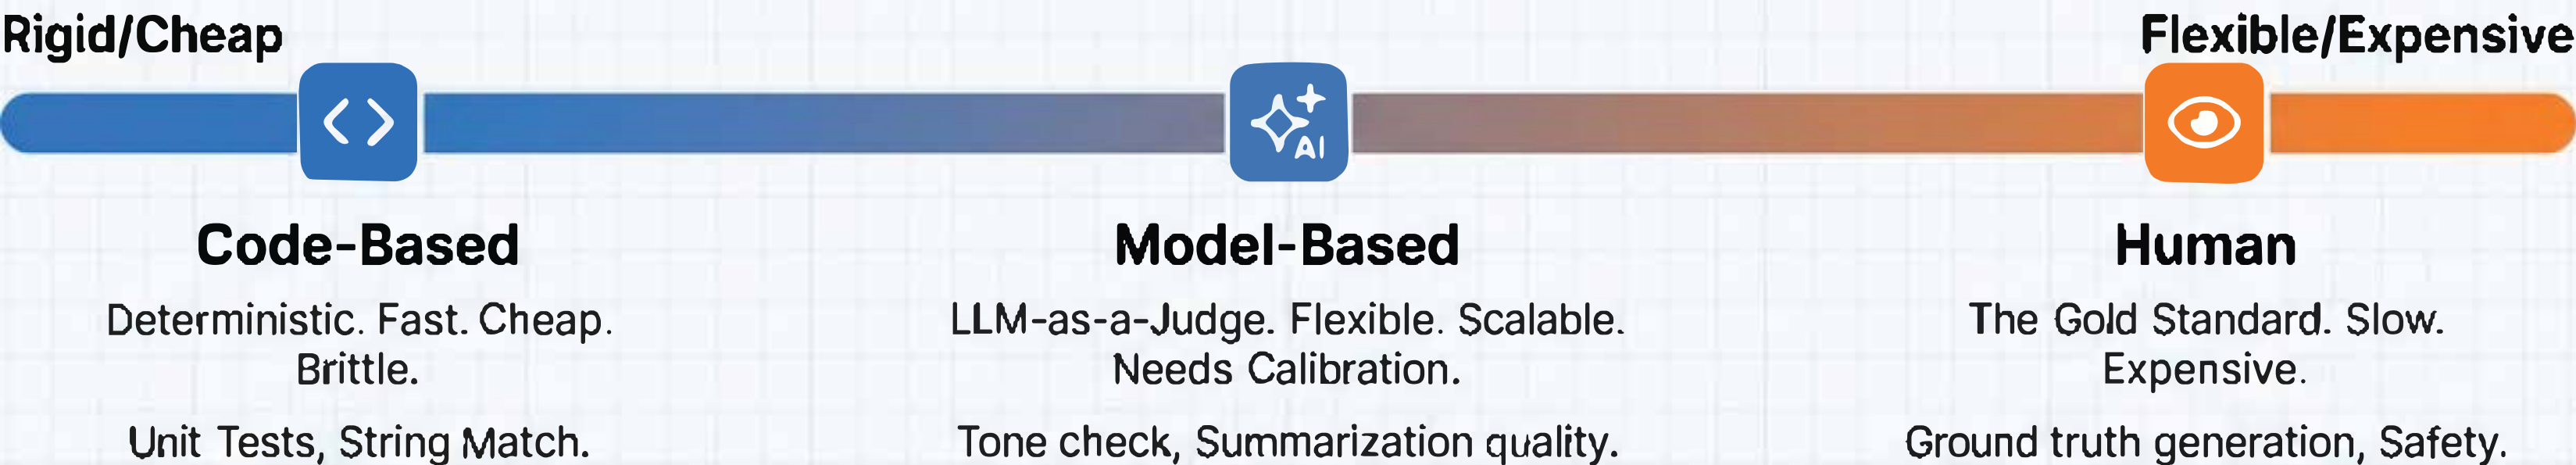 Rigid/Cheap
Flexible/Expensive
AI
Code-Based
Deterministic. Fast. Cheap.
Brittle.
Unit Tests, String Match.
Model-Based
LLM-as-a-Judge. Flexible. Scalable.
Needs Calibration.
Tone check, Summarization quality.
Human
The Gold Standard. Slow.
Expensive.
Ground truth generation, Safety.